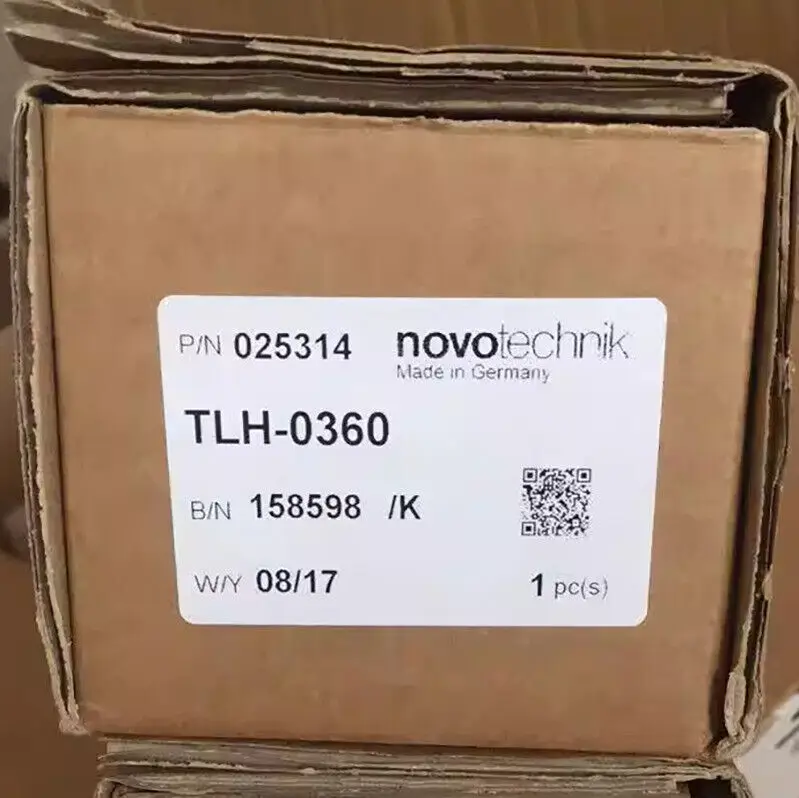 P/N 025314 novotechnik
Made in Germany
TLH-0360
B/N 158598 /K
W/Y 08/17 1 pc(s)